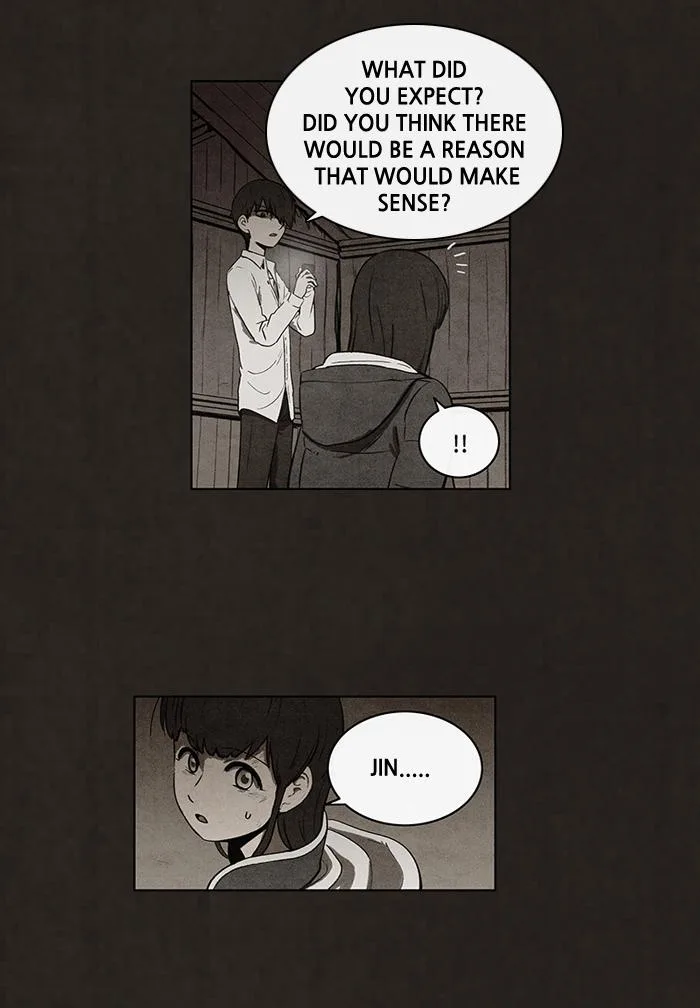 WHAT DID
YOU EXPECT?
DID YOU THINK THERE
WOULD BE A REASON
THAT WOULD MAKE
SENSE?
!!
JIN.....